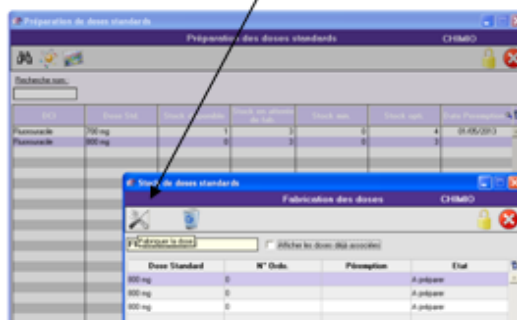 Préparation de doses standards
Préparation des doses standards CHIMIO
Recherche nom.
DCI Dose Std Stock disponible Stock en attente de fab. Stock min. Stock opti. Date Péremption
Fluorouracile 700 mg 1 3 0 4 01/05/2013
Fluorouracile 800 mg 0 3 0 3
Stock de doses standards
Fabrication des doses CHIMIO
Fabriquer la dose
Afficher les doses déjà associées
Dose Standard N° Ordo. Péremption Etat
800 mg 0 A préparer
800 mg 0 A préparer
800 mg 0 A préparer